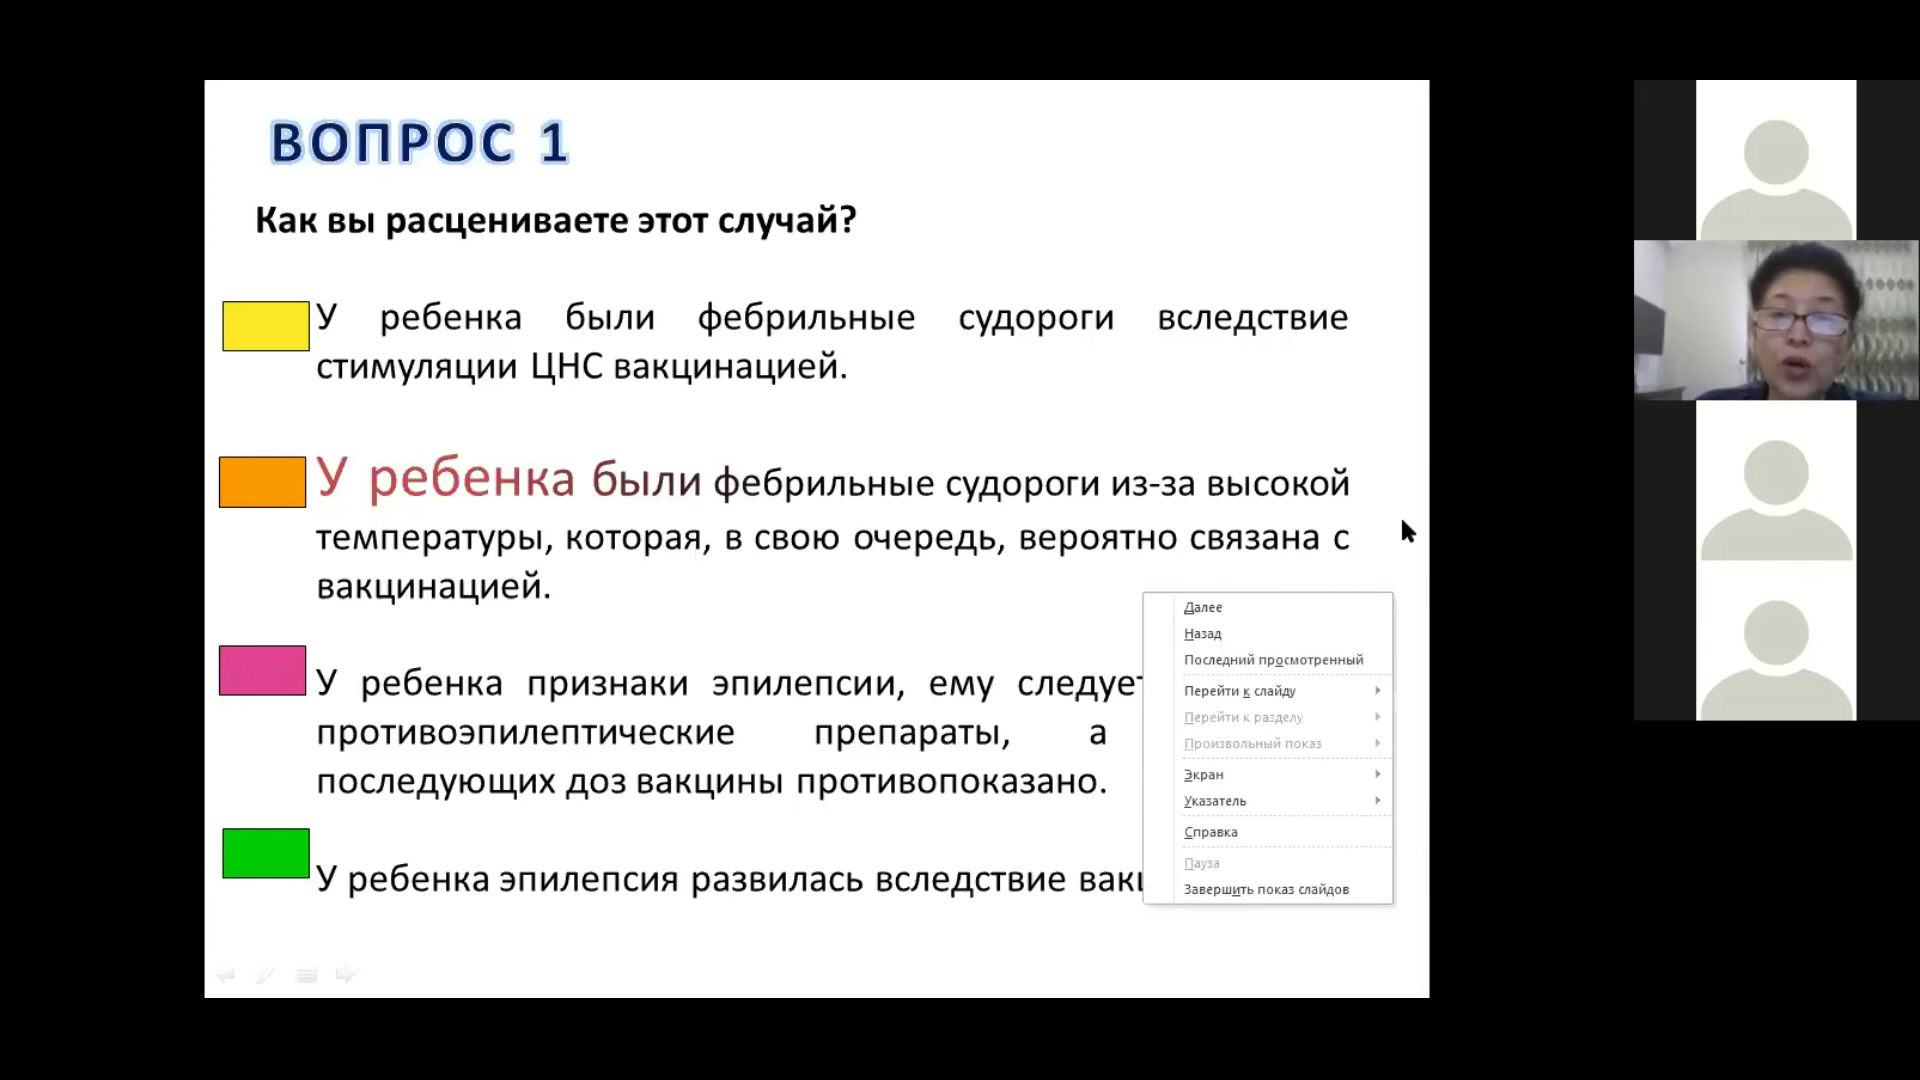 ВОПРОС 1
Как вы расцениваете этот случай?
У ребенка были фебрильные судороги вследствие
стимуляции ЦНС вакцинацией.
У ребенка были фебрильные судороги из-за высокой
температуры, которая, в свою очередь, вероятно связана с
вакцинацией.
У ребенка признаки эпилепсии, ему следует
противоэпилептические препараты, а
последующих доз вакцины противопоказано.
У ребенка эпилепсия развилась вследствие
Далее
Назад
Последний просмотренный
Перейти к слайду
Перейти к разделу
Произвольный показ
Экран
Указатель
Справка
Пауза
Завершить показ слайдов